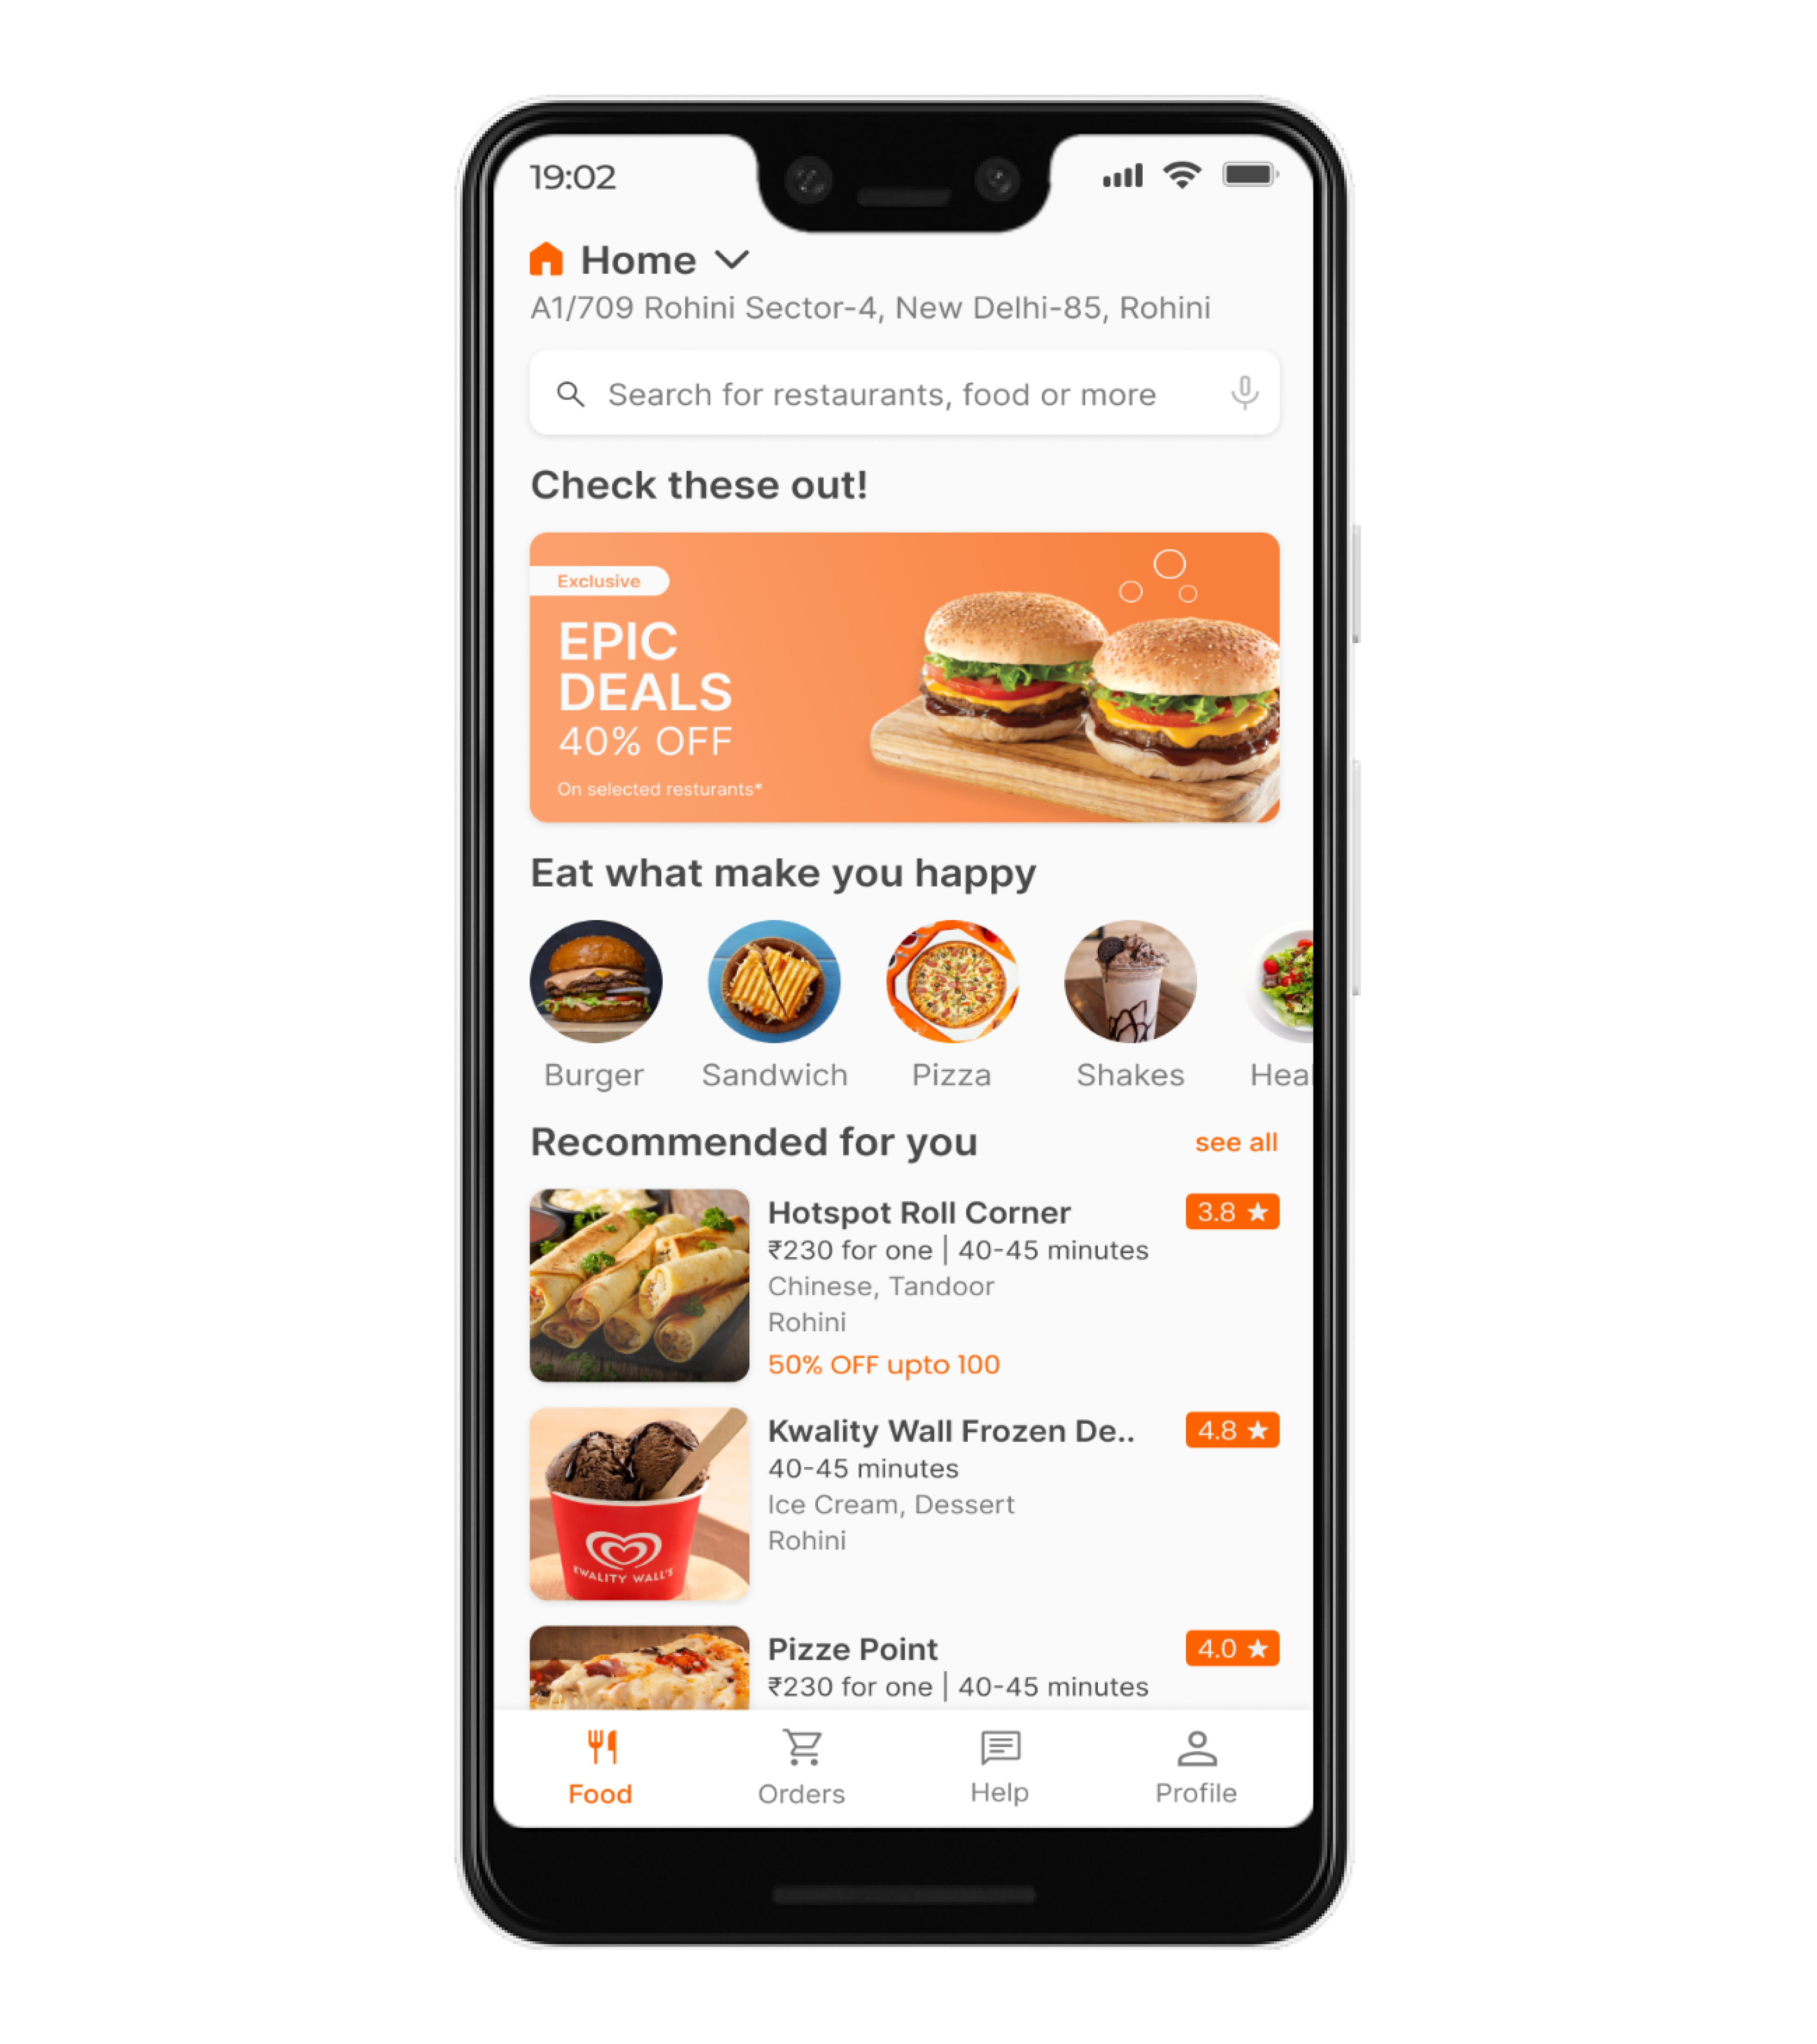 19:02
Home
A1/709 Rohini Sector-4, New Delhi-85, Rohini
Search for restaurants, food or more
Check these out!
Exclusive
EPIC
DEALS
40% OFF
On selected resturants*
Eat what make you happy
Burger
Sandwich
Pizza
Shakes
Hea
Recommended for you
see all
Hotspot Roll Corner
3.8 ★
₹230 for one | 40-45 minutes
Chinese, Tandoor
Rohini
50% OFF upto 100
Kwality Wall Frozen De..
4.8 ★
40-45 minutes
Ice Cream, Dessert
Rohini
KWALITY WALL'S
Pizze Point
4.0 ★
₹230 for one | 40-45 minutes
Food
Orders
Help
Profile